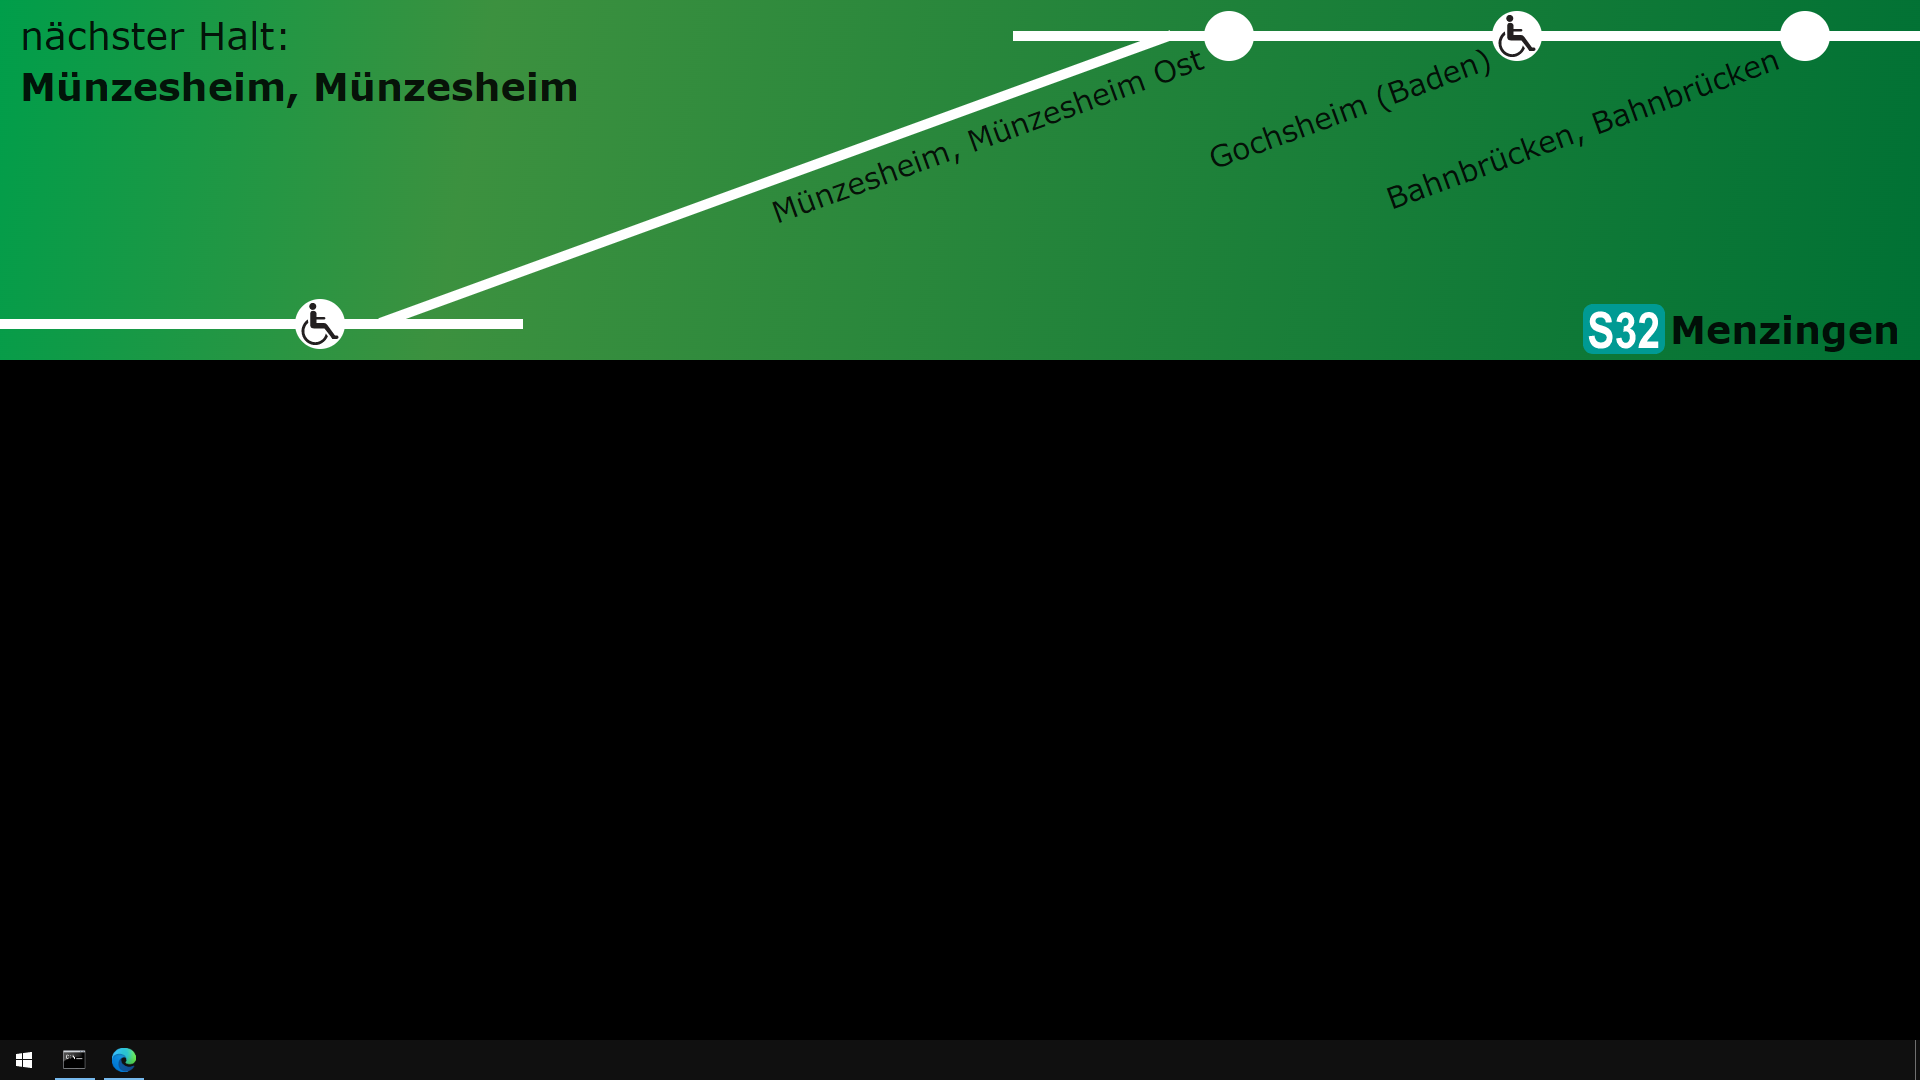 nächster Halt:
Münzesheim, Münzesheim
Münzesheim, Münzesheim Ost
Gochsheim (Baden)
Bahnbrücken, Bahnbrücken
S32 Menzingen